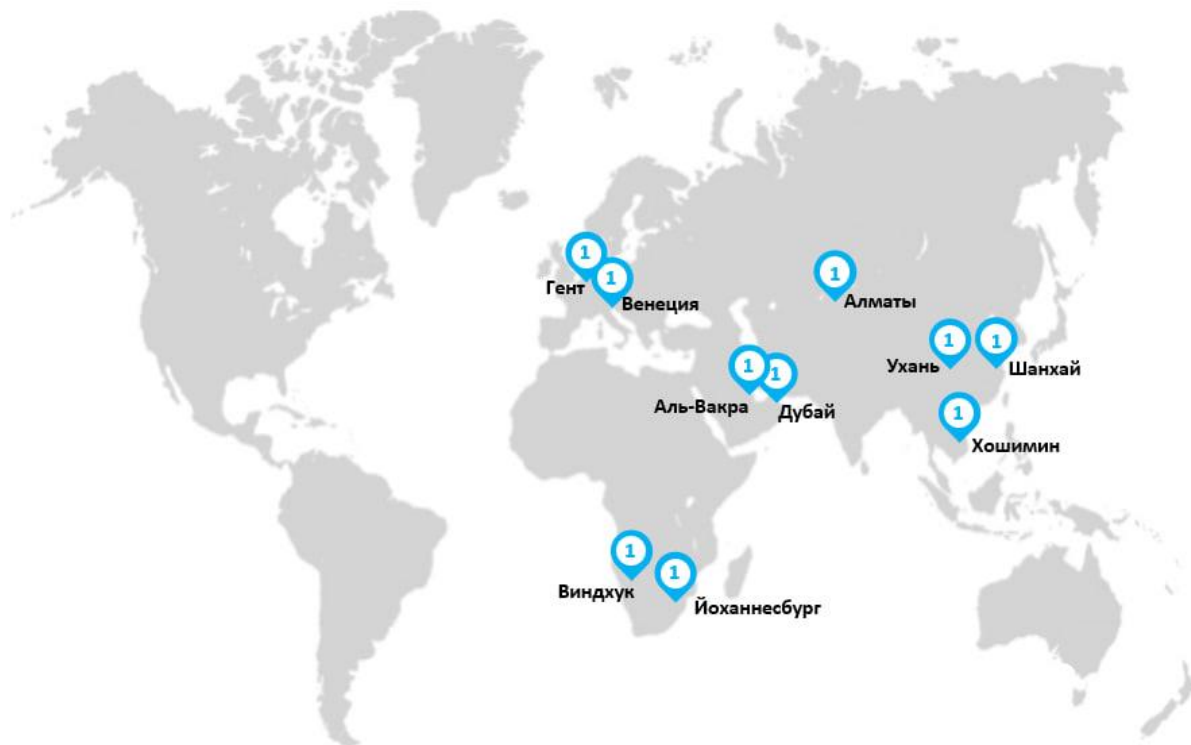 1
1
Гент
Венеция
1
Алматы
1
1
Ухань
Шанхай
1
1
Аль-Вакра
Дубай
1
Хошимин
1
Виндхук
1
Йоханнесбург